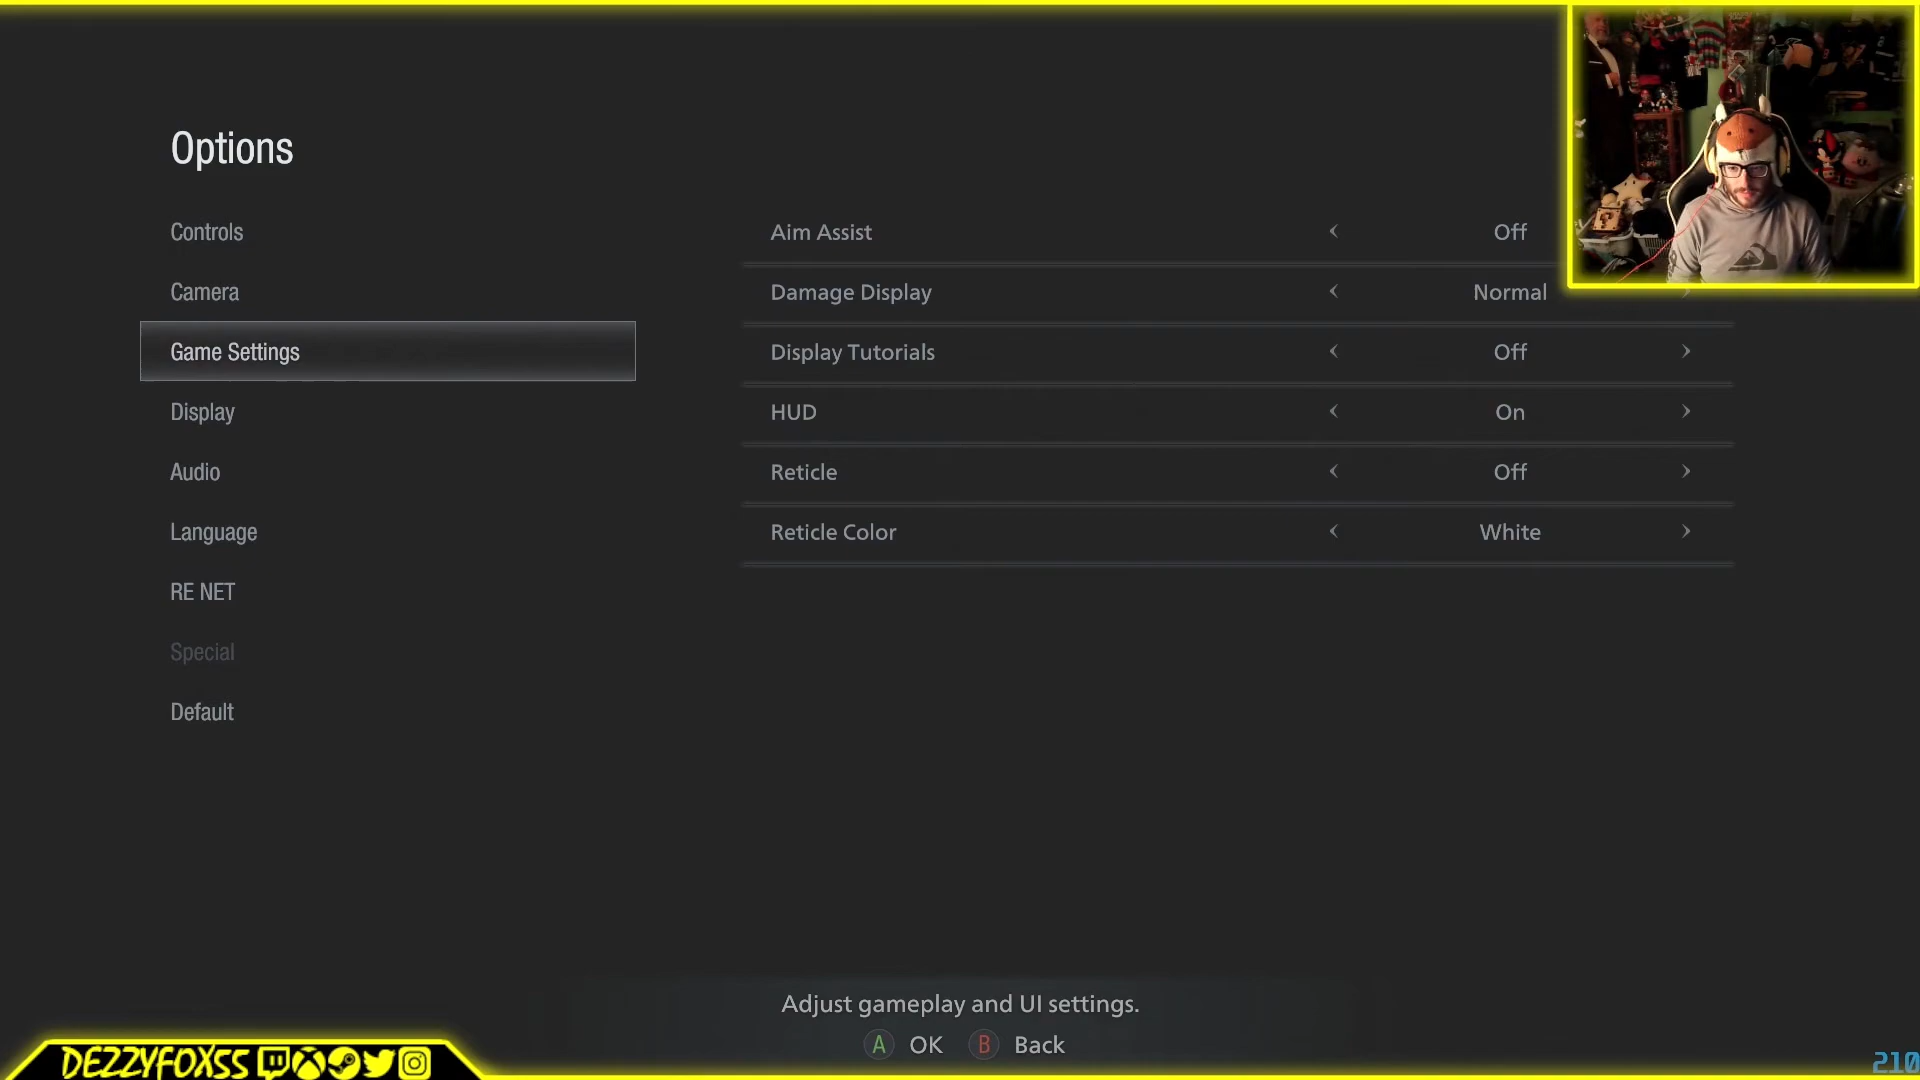 Options
Controls
Camera
Game Settings
Display
Audio
Language
RE NET
Special
Default
Aim Assist < Off
Damage Display < Normal >
Display Tutorials < Off >
HUD < On >
Reticle < Off >
Reticle Color < White >
Adjust gameplay and UI settings.
A OK B Back
DEZZYFOXSS
210